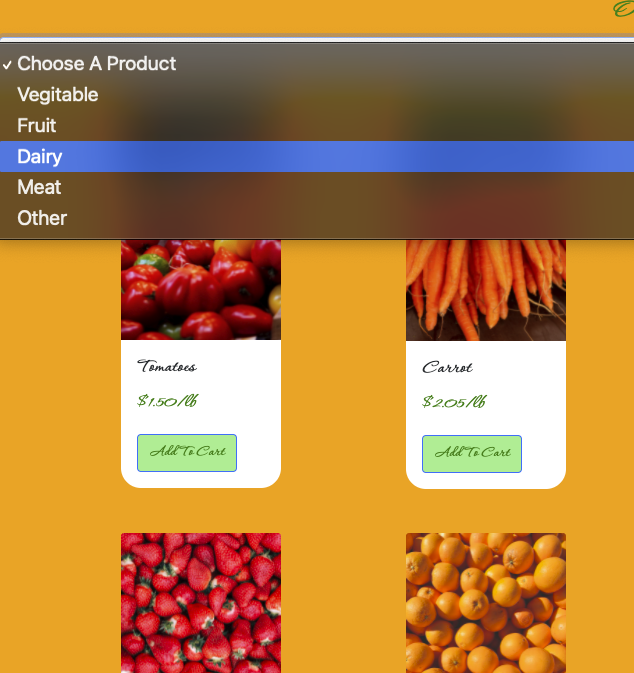 Choose A Product
Vegitable
Fruit
Dairy
Meat
Other
Tomatoes
Carrot
$1.50/lb
$2.05/lb
Add To Cart
Add To Cart